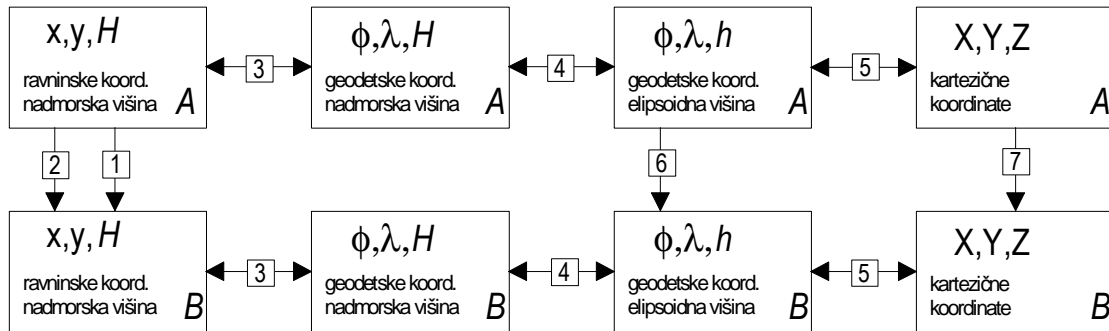 x,y,H
ravninske koord.
nadmorska višina A
3
ϕ,λ,H
geodetske koord.
nadmorska višina A
4
ϕ,λ,h
geodetske koord.
elipsoidna višina A
5
X,Y,Z
kartezične
koordinate A
2 1 6 7
x,y,H
ravninske koord.
nadmorska višina B
3
ϕ,λ,H
geodetske koord.
nadmorska višina B
4
ϕ,λ,h
geodetske koord.
elipsoidna višina B
5
X,Y,Z
kartezične
koordinate B